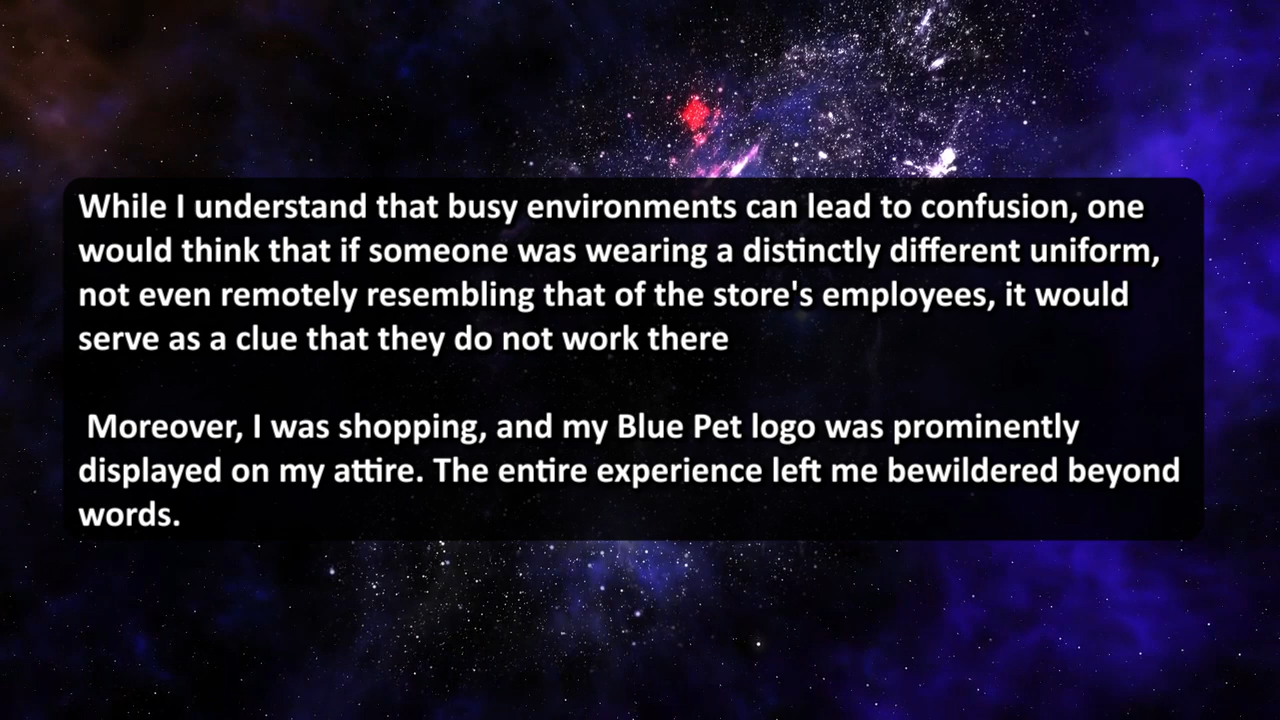 While I understand that busy environments can lead to confusion, one
would think that if someone was wearing a distinctly different uniform,
not even remotely resembling that of the store's employees, it would
serve as a clue that they do not work there
Moreover, I was shopping, and my Blue Pet logo was prominently
displayed on my attire. The entire experience left me bewildered beyond
words.